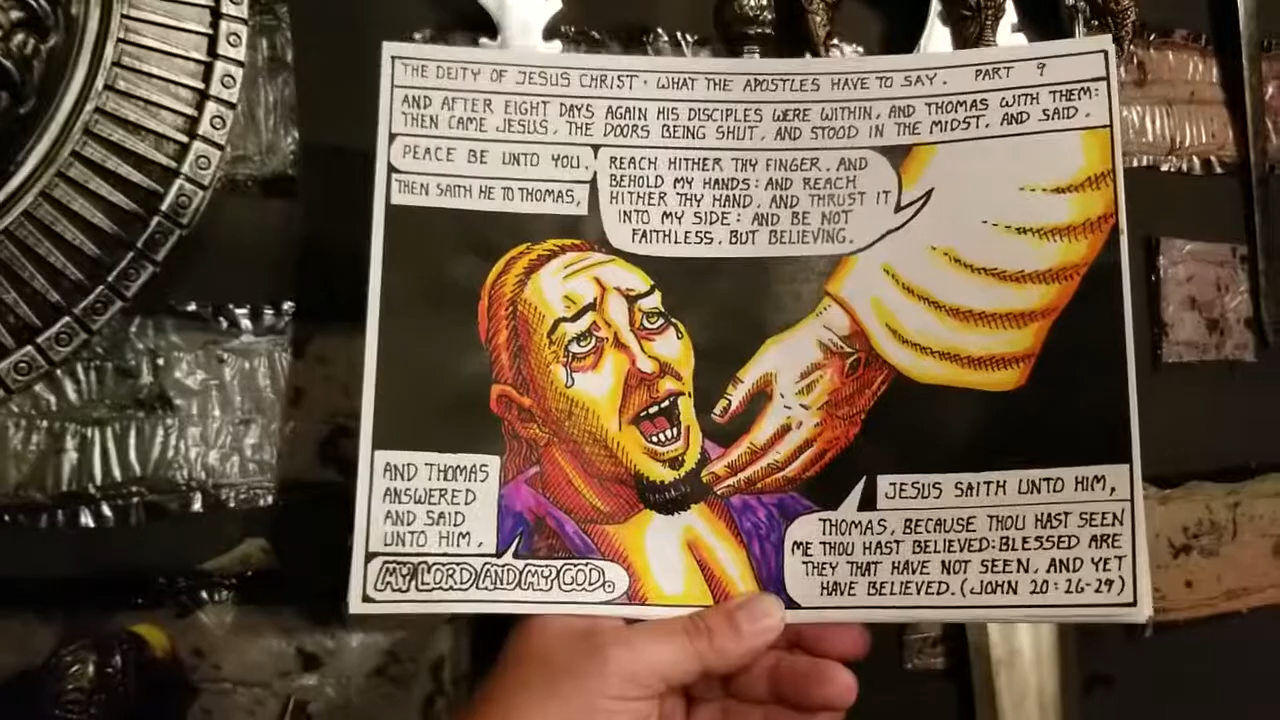 THE DEITY OF JESUS CHRIST · WHAT THE APOSTLES HAVE TO SAY. PART 9
AND AFTER EIGHT DAYS AGAIN HIS DISCIPLES WERE WITHIN, AND THOMAS WITH THEM:
THEN CAME JESUS, THE DOORS BEING SHUT, AND STOOD IN THE MIDST, AND SAID.
PEACE BE UNTO YOU.
THEN SAITH HE TO THOMAS,
REACH HITHER THY FINGER, AND
BEHOLD MY HANDS: AND REACH
HITHER THY HAND, AND THRUST IT
INTO MY SIDE: AND BE NOT
FAITHLESS, BUT BELIEVING.
AND THOMAS
ANSWERED
AND SAID
UNTO HIM,
MY LORD AND MY GOD.
JESUS SAITH UNTO HIM,
THOMAS, BECAUSE THOU HAST SEEN
ME THOU HAST BELIEVED: BLESSED ARE
THEY THAT HAVE NOT SEEN, AND YET
HAVE BELIEVED. (JOHN 20:26-29)